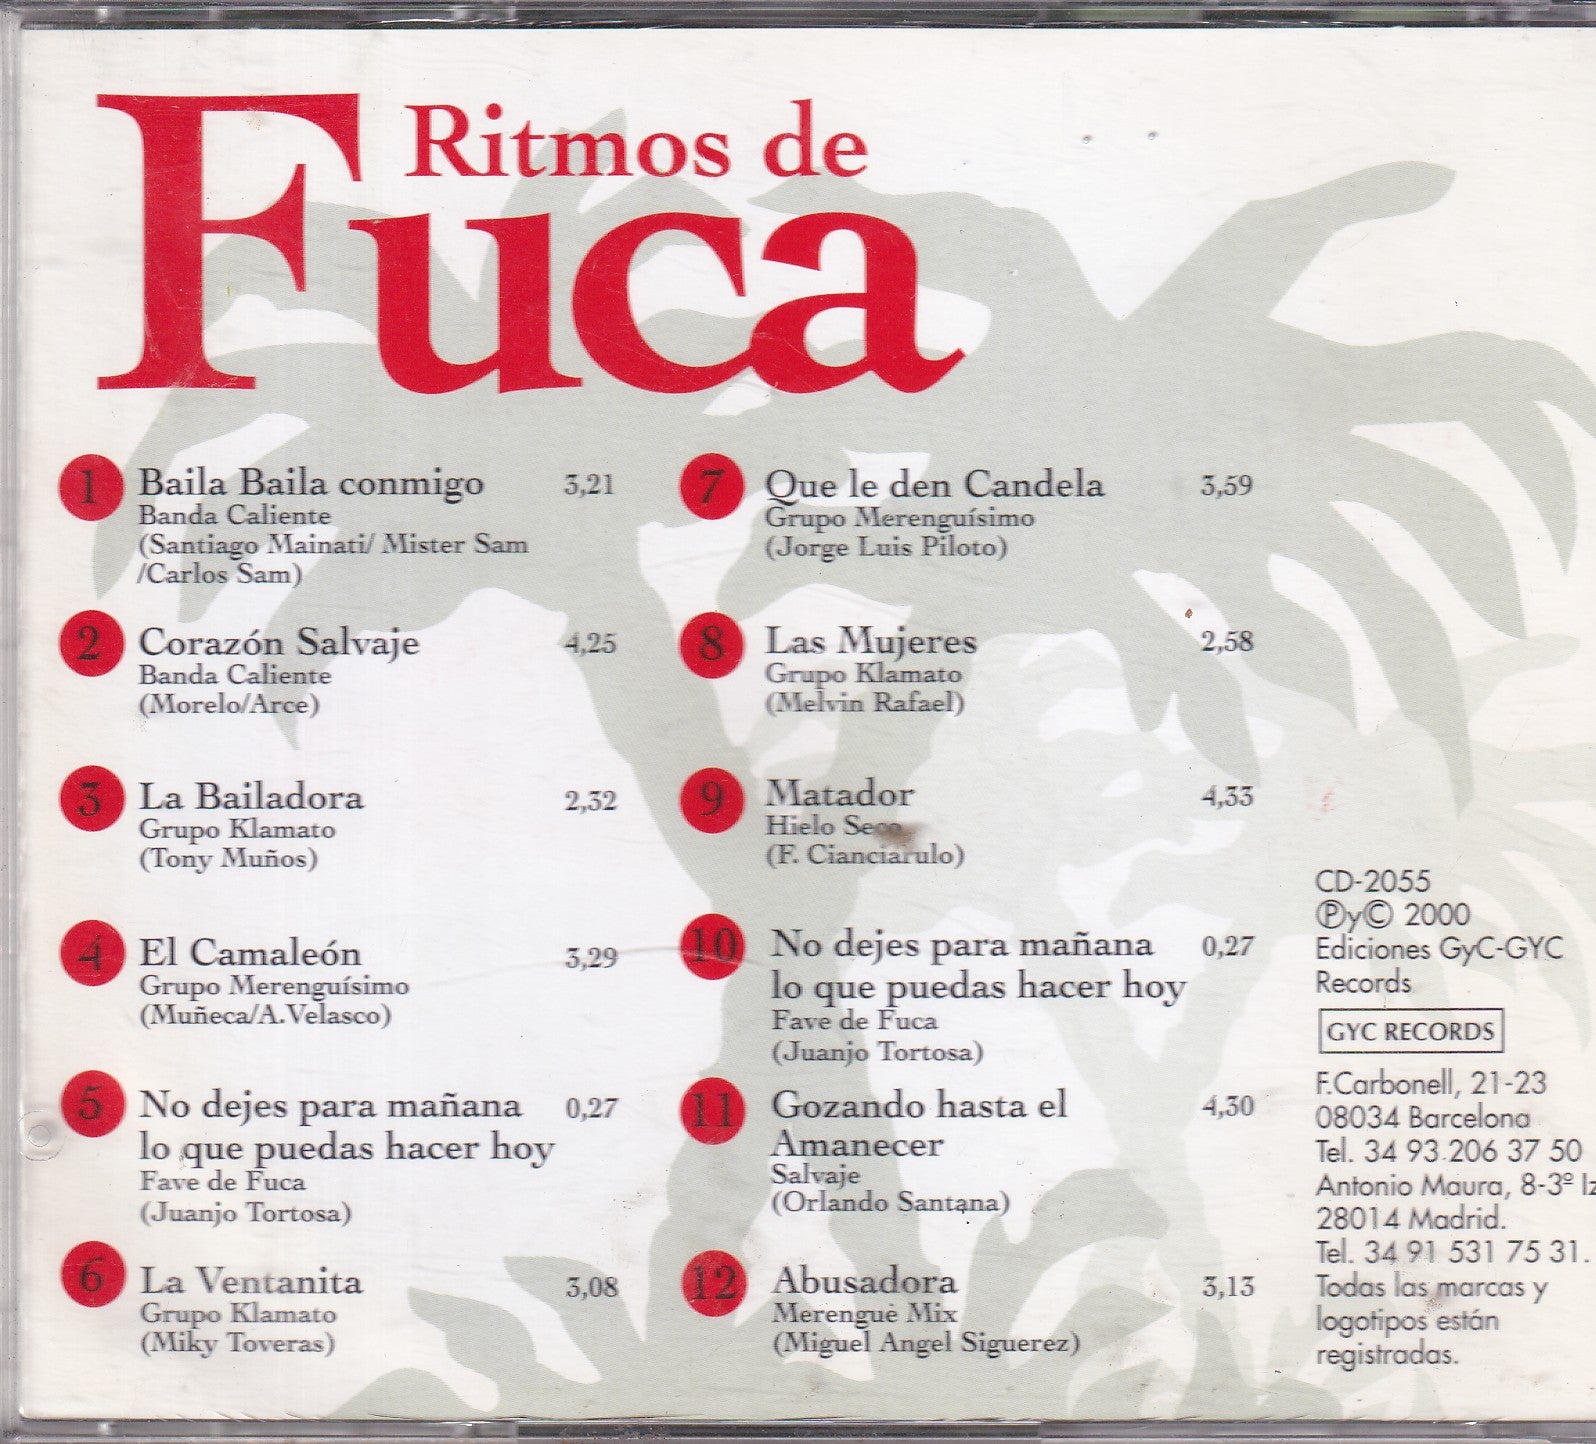 Ritmos de
Fuca
1 Baila Baila conmigo 3,21
Banda Caliente
(Santiago Mainati/ Mister Sam
/Carlos Sam)
2 Corazón Salvaje 4,25
Banda Caliente
(Morelo/Arce)
3 La Bailadora 2,32
Grupo Klamato
(Tony Muños)
4 El Camaleón 3,29
Grupo Merenguísimo
(Muñeca/A.Velasco)
5 No dejes para mañana 0,27
lo que puedas hacer hoy
Fave de Fuca
(Juanjo Tortosa)
6 La Ventanita 3,08
Grupo Klamato
(Miky Toveras)
7 Que le den Candela 3,59
Grupo Merenguísimo
(Jorge Luis Piloto)
8 Las Mujeres 2,58
Grupo Klamato
(Melvin Rafael)
9 Matador 4,33
Hielo Seco
(F. Cianciarulo)
10 No dejes para mañana 0,27
lo que puedas hacer hoy
Fave de Fuca
(Juanjo Tortosa)
11 Gozando hasta el 4,30
Amanecer
Salvaje
(Orlando Santana)
12 Abusadora 3,13
Merenguè Mix
(Miguel Angel Siguerez)
CD-2055
Ⓟy© 2000
Ediciones GyC-GYC
Records
GYC RECORDS
F.Carbonell, 21-23
08034 Barcelona
Tel. 34 93 206 37 50
Antonio Maura, 8-3º Iz
28014 Madrid.
Tel. 34 91 531 75 31.
Todas las marcas y
logotipos están
registradas.